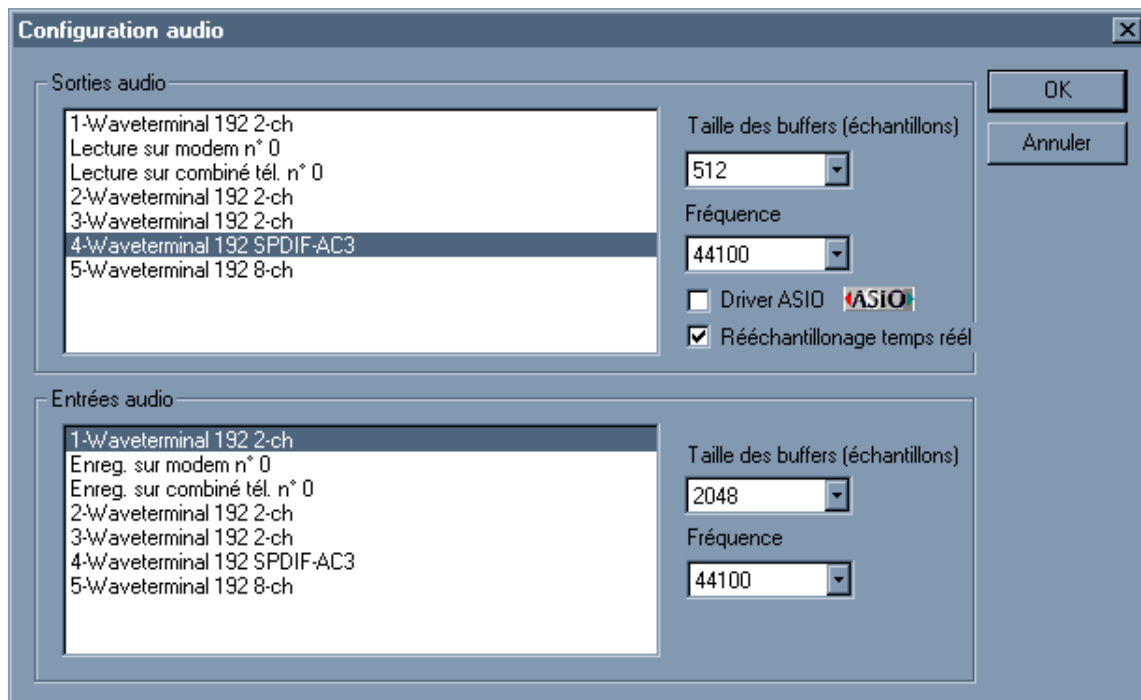 Configuration audio
Sorties audio
1-Waveterminal 192 2-ch
Lecture sur modem n° 0
Lecture sur combiné tél. n° 0
2-Waveterminal 192 2-ch
3-Waveterminal 192 2-ch
4-Waveterminal 192 SPDIF-AC3
5-Waveterminal 192 8-ch
Taille des buffers (échantillons)
512
Fréquence
44100
Driver ASIO ASiO
Rééchantillonage temps réél
OK
Annuler
Entrées audio
1-Waveterminal 192 2-ch
Enreg. sur modem n° 0
Enreg. sur combiné tél. n° 0
2-Waveterminal 192 2-ch
3-Waveterminal 192 2-ch
4-Waveterminal 192 SPDIF-AC3
5-Waveterminal 192 8-ch
Taille des buffers (échantillons)
2048
Fréquence
44100